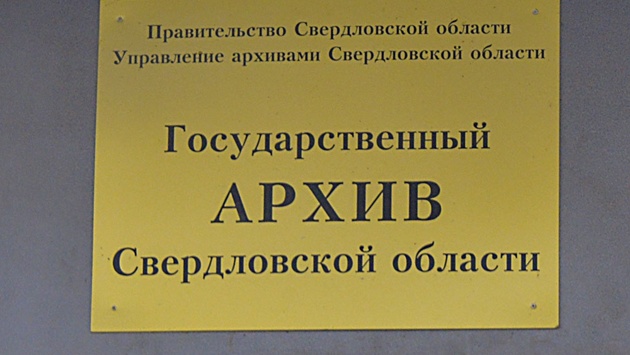 Правительство Свердловской области
Управление архивами Свердловской области
Государственный
АРХИВ
Свердловской области